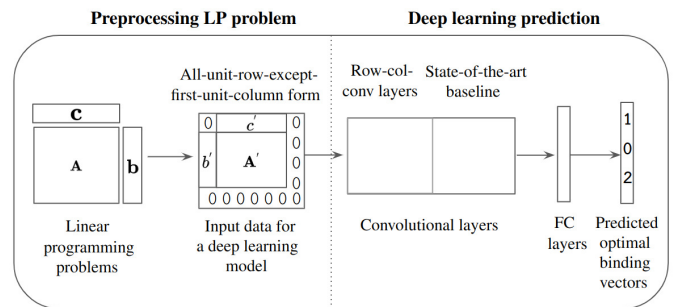 Preprocessing LP problem
Deep learning prediction
All-unit-row-except-
first-unit-column form
Row-col-
conv layers
State-of-the-art
baseline
c
A
b
0 c′ 0
b′ A′ 0
0
0
0
0 0 0 0 0 0 0
1
0
2
Linear
programming
problems
Input data for
a deep learning
model
Convolutional layers
FC
layers
Predicted
optimal
binding
vectors